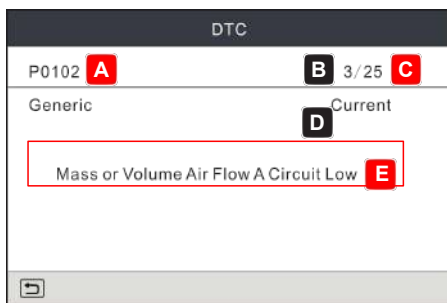 DTC
P0102 A B 3/25 C
Generic Current
D
Mass or Volume Air Flow A Circuit Low E